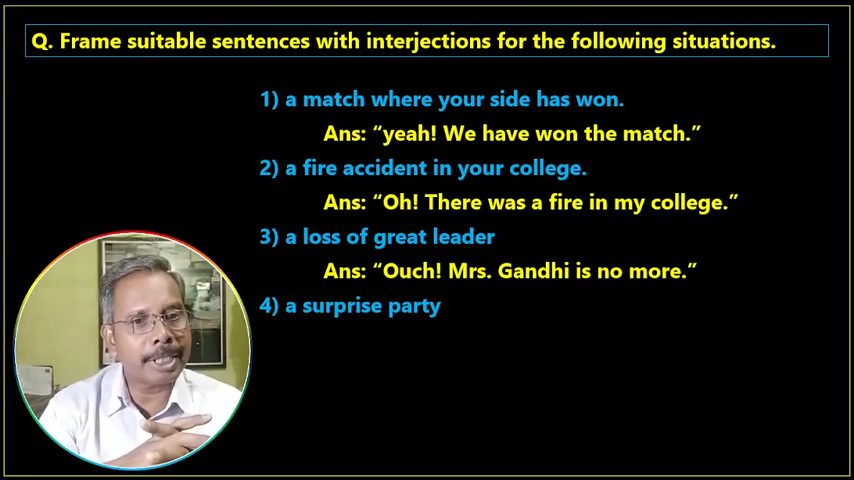 Q. Frame suitable sentences with interjections for the following situations.
1) a match where your side has won.
Ans: “yeah! We have won the match.”
2) a fire accident in your college.
Ans: “Oh! There was a fire in my college.”
3) a loss of great leader
Ans: “Ouch! Mrs. Gandhi is no more.”
4) a surprise party